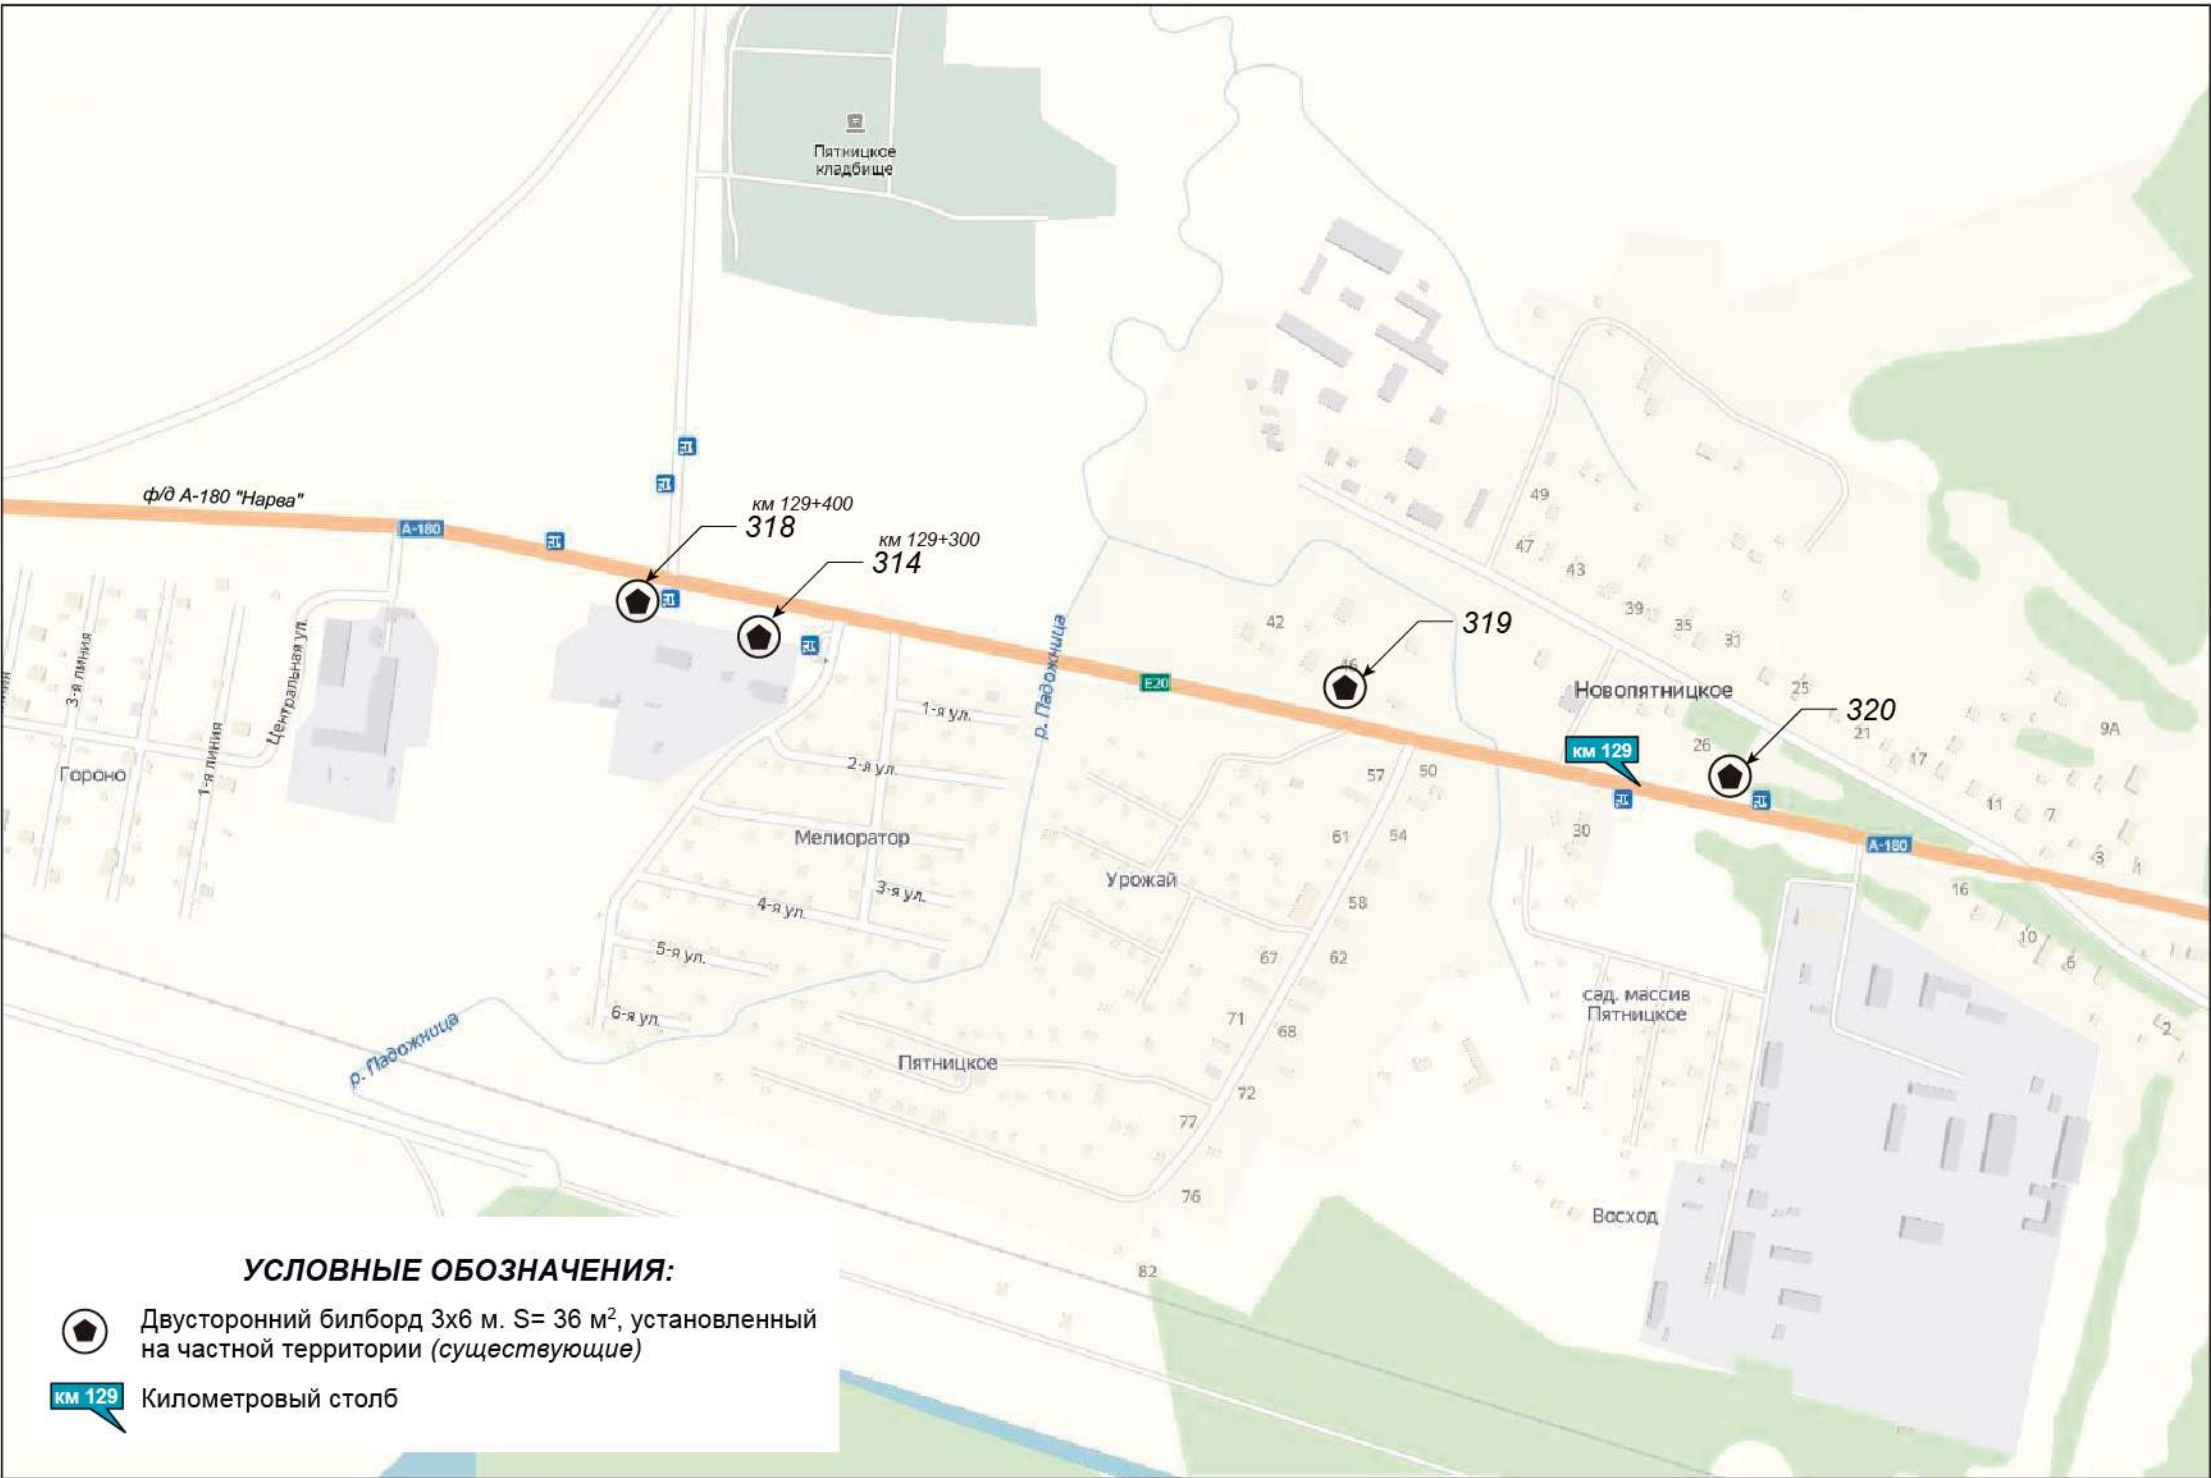 Пятницкое
кладбище
ф/д А-180 "Нарва"
А-180
км 129+400
318
км 129+300
314
р. Падожница
E20
42
46
319
49
47
43
39
35
31
Новопятницкое
25
21
320
9А
17
11
7
3
1
км 129
26
30
А-180
16
10
6
2
3-я линия
Центральная ул.
1-я линия
Гороно
1-я ул.
2-я ул.
Мелиоратор
3-я ул.
4-я ул.
5-я ул.
6-я ул.
Урожай
57
50
61
54
58
67
62
71
68
72
77
76
82
Пятницкое
р. Падожница
сад. массив
Пятницкое
Восход
УСЛОВНЫЕ ОБОЗНАЧЕНИЯ:
Двусторонний билборд 3х6 м. S= 36 м², установленный
на частной территории (существующие)
км 129
Километровый столб